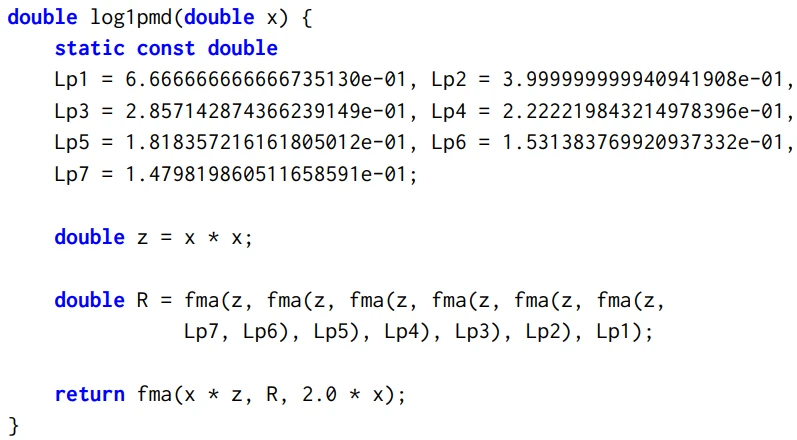 double log1pmd(double x) {
    static const double
    Lp1 = 6.666666666666735130e-01, Lp2 = 3.999999999940941908e-01,
    Lp3 = 2.857142874366239149e-01, Lp4 = 2.222219843214978396e-01,
    Lp5 = 1.818357216161805012e-01, Lp6 = 1.531383769920937332e-01,
    Lp7 = 1.479819860511658591e-01;
    double z = x * x;
    double R = fma(z, fma(z, fma(z, fma(z, fma(z, fma(z,
               Lp7, Lp6), Lp5), Lp4), Lp3), Lp2), Lp1);
    return fma(x * z, R, 2.0 * x);
}